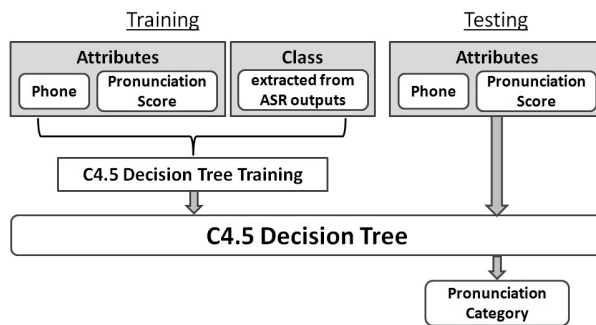 Training
Testing
Attributes
Class
Attributes
Phone
Pronunciation
Score
extracted from
ASR outputs
Phone
Pronunciation
Score
C4.5 Decision Tree Training
C4.5 Decision Tree
Pronunciation
Category